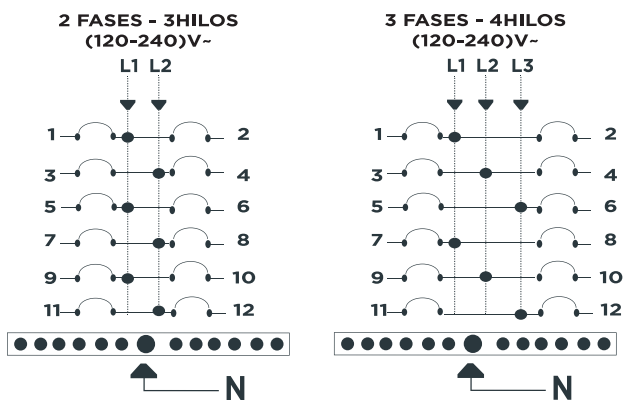 2 FASES - 3HILOS
(120-240)V~
L1 L2
1 2
3 4
5 6
7 8
9 10
11 12
N
3 FASES - 4HILOS
(120-240)V~
L1 L2 L3
1 2
3 4
5 6
7 8
9 10
11 12
N